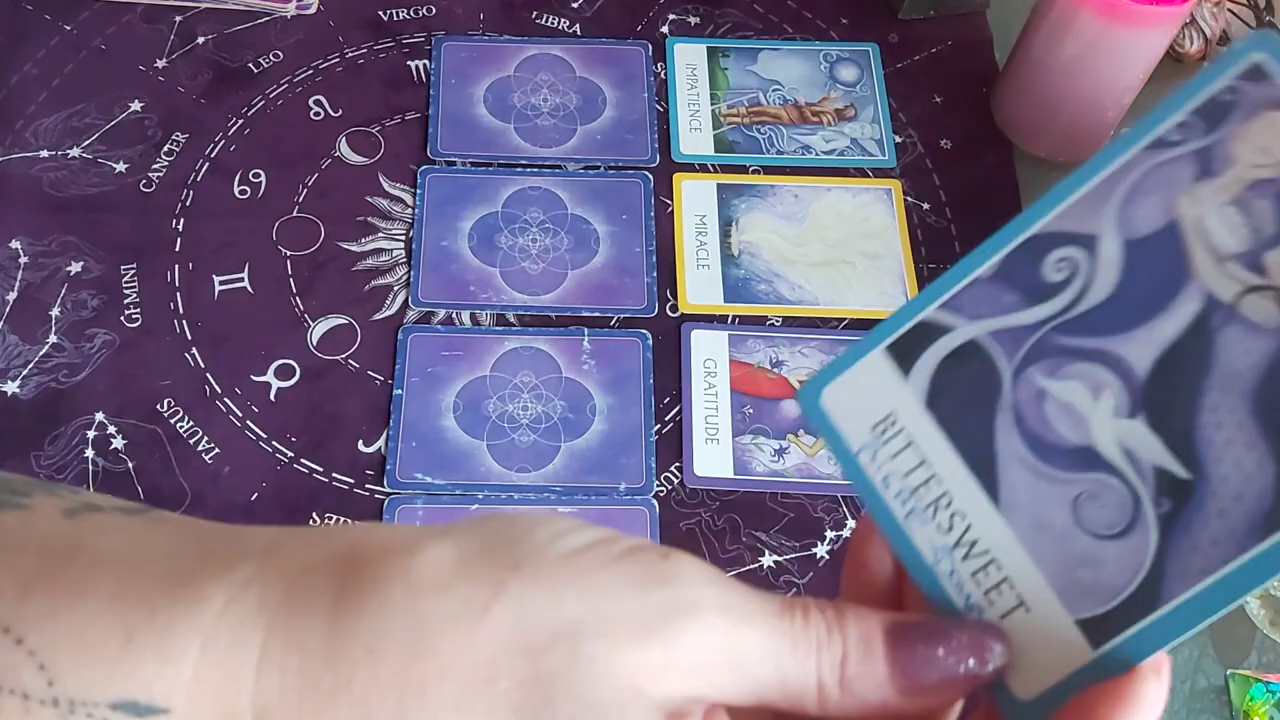 VIRGO
LIBRA
LEO
CANCER
GEMINI
TAURUS
IMPATIENCE
MIRACLE
GRATITUDE
BITTERSWEET